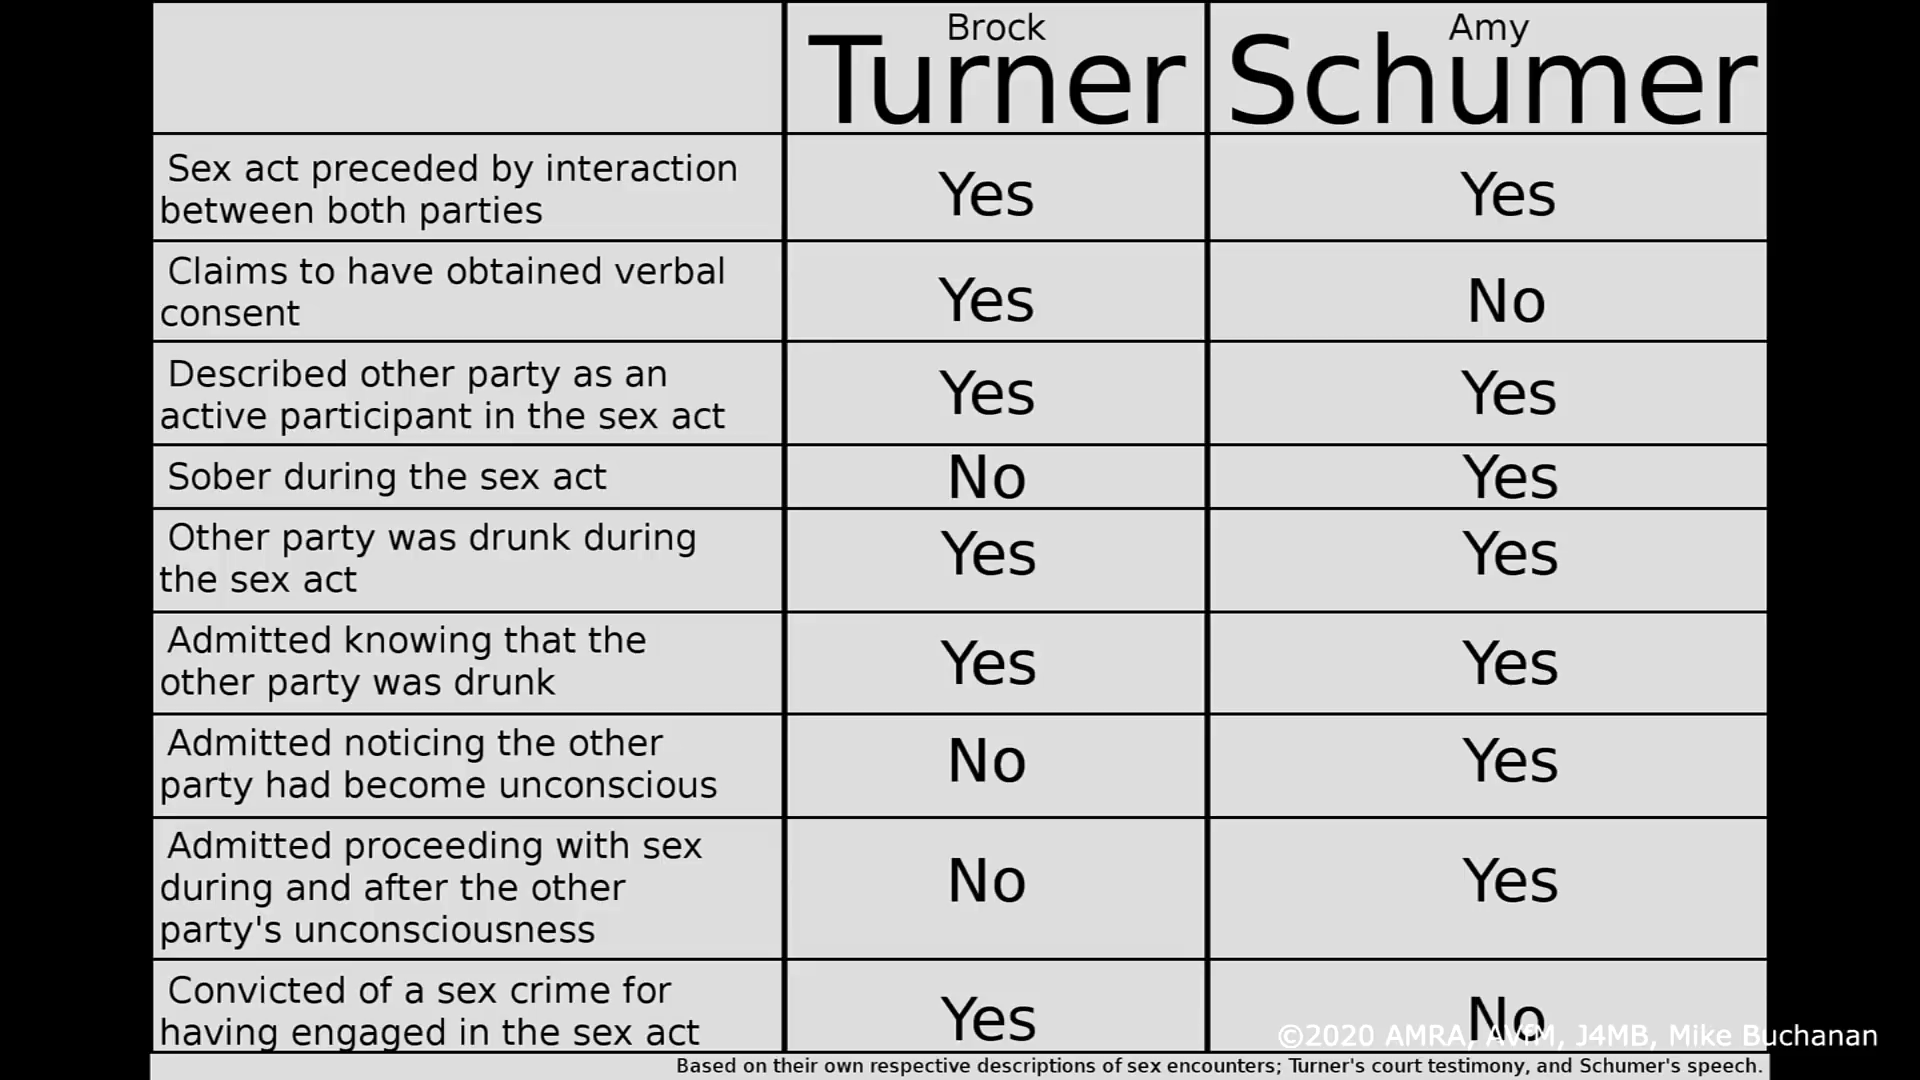 Brock Amy
Turner Schumer
Sex act preceded by interaction
between both parties Yes Yes
Claims to have obtained verbal
consent Yes No
Described other party as an
active participant in the sex act Yes Yes
Sober during the sex act No Yes
Other party was drunk during
the sex act Yes Yes
Admitted knowing that the
other party was drunk Yes Yes
Admitted noticing the other
party had become unconscious No Yes
Admitted proceeding with sex
during and after the other
party's unconsciousness No Yes
Convicted of a sex crime for
having engaged in the sex act Yes No
©2020 AMRA, AVfM, J4MB, Mike Buchanan
Based on their own respective descriptions of sex encounters; Turner's court testimony, and Schumer's speech.